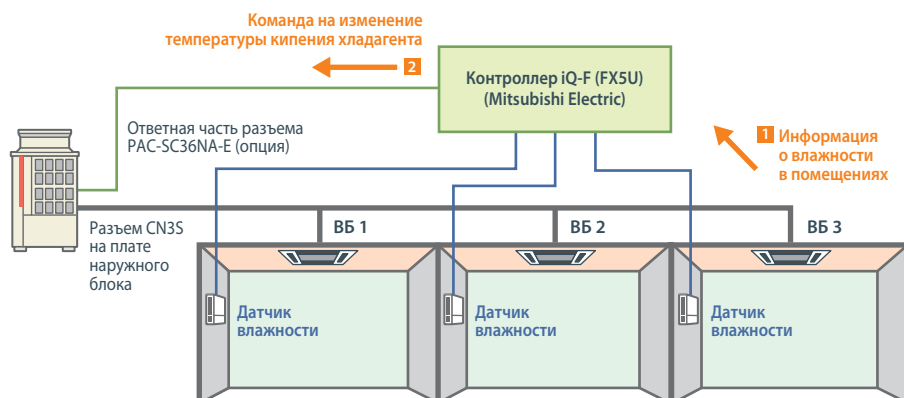 Команда на изменение
температуры кипения хладагента
2
Контроллер iQ-F (FX5U)
(Mitsubishi Electric)
Ответная часть разъема
PAC-SC36NA-E (опция)
1 Информация
о влажности
в помещениях
Разъем CN3S
на плате
наружного
блока
ВБ 1
ВБ 2
ВБ 3
Датчик
влажности
Датчик
влажности
Датчик
влажности